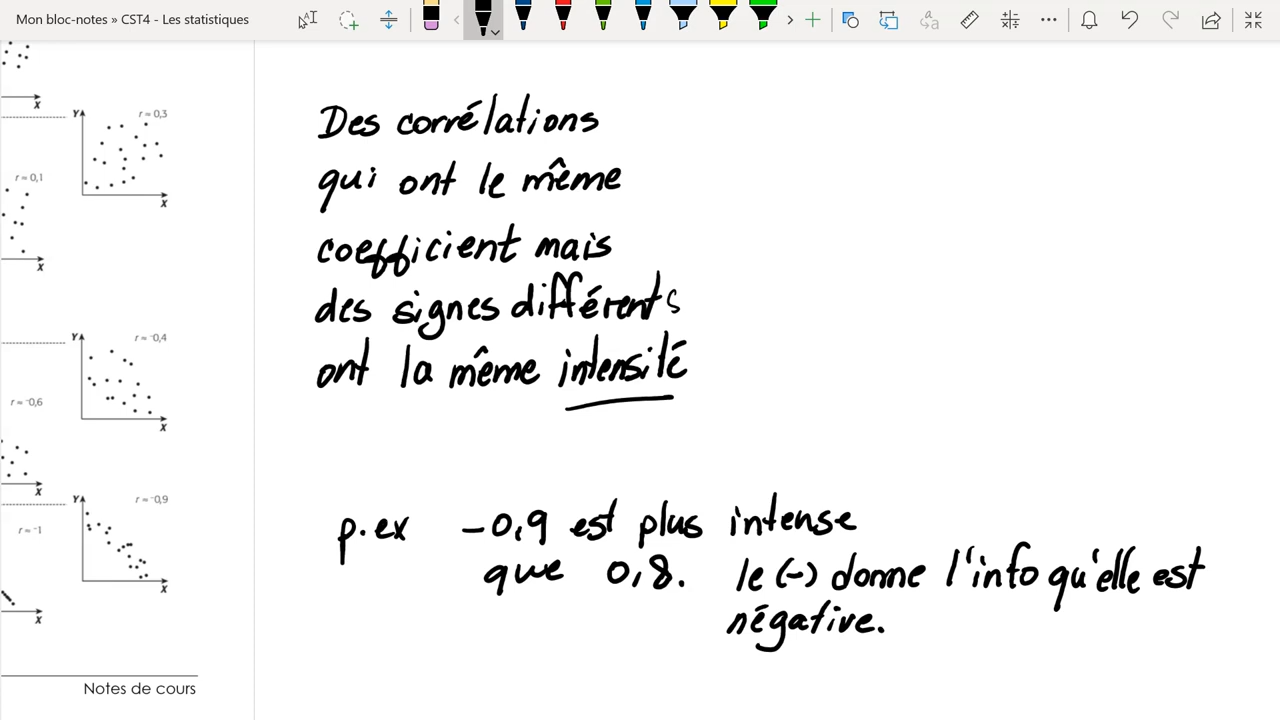 Mon bloc-notes » CST4 - Les statistiques
X
Y
r ≈ 0,3
X
r ≈ 0,1
X
Y
r ≈ ⁻0,4
X
r ≈ ⁻0,6
X
Y
r ≈ ⁻0,9
X
r ≈ ⁻1
X
Notes de cours
Des corrélations
qui ont le même
coefficient mais
des signes différents
ont la même intensité
p.ex -0,9 est plus intense
que 0,8. le (-) donne l'info qu'elle est
négative.